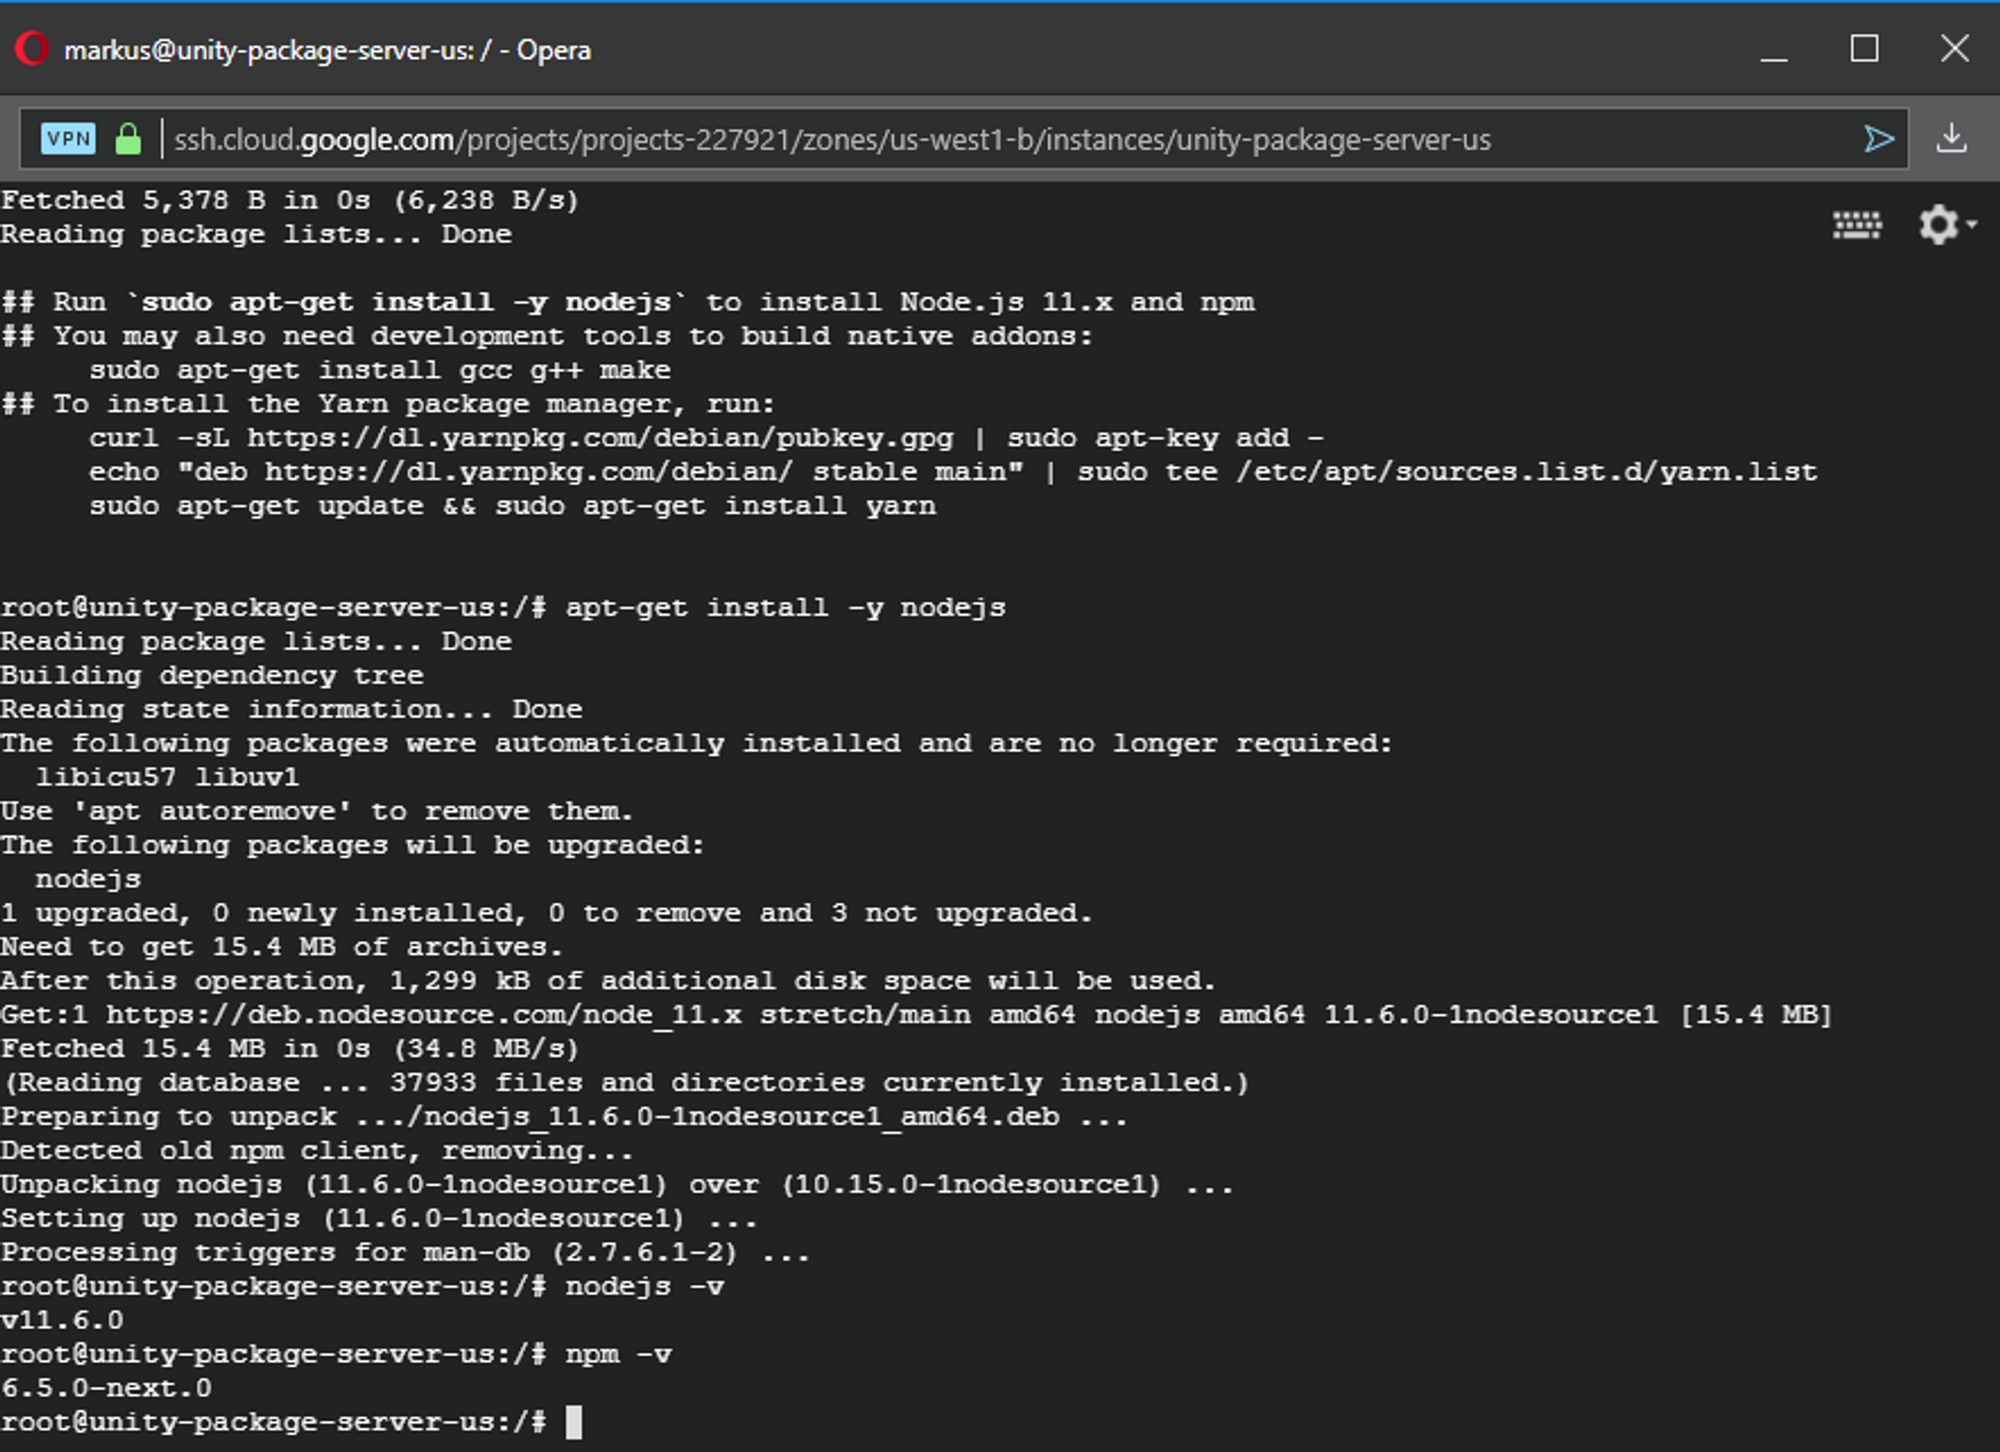 markus@unity-package-server-us: / - Opera
VPN ssh.cloud.google.com/projects/projects-227921/zones/us-west1-b/instances/unity-package-server-us
Fetched 5,378 B in 0s (6,238 B/s)
Reading package lists... Done
## Run `sudo apt-get install -y nodejs` to install Node.js 11.x and npm
## You may also need development tools to build native addons:
     sudo apt-get install gcc g++ make
## To install the Yarn package manager, run:
     curl -sL https://dl.yarnpkg.com/debian/pubkey.gpg | sudo apt-key add -
     echo "deb https://dl.yarnpkg.com/debian/ stable main" | sudo tee /etc/apt/sources.list.d/yarn.list
     sudo apt-get update && sudo apt-get install yarn
root@unity-package-server-us:/# apt-get install -y nodejs
Reading package lists... Done
Building dependency tree
Reading state information... Done
The following packages were automatically installed and are no longer required:
  libicu57 libuv1
Use 'apt autoremove' to remove them.
The following packages will be upgraded:
  nodejs
1 upgraded, 0 newly installed, 0 to remove and 3 not upgraded.
Need to get 15.4 MB of archives.
After this operation, 1,299 kB of additional disk space will be used.
Get:1 https://deb.nodesource.com/node_11.x stretch/main amd64 nodejs amd64 11.6.0-1nodesource1 [15.4 MB]
Fetched 15.4 MB in 0s (34.8 MB/s)
(Reading database ... 37933 files and directories currently installed.)
Preparing to unpack .../nodejs_11.6.0-1nodesource1_amd64.deb ...
Detected old npm client, removing...
Unpacking nodejs (11.6.0-1nodesource1) over (10.15.0-1nodesource1) ...
Setting up nodejs (11.6.0-1nodesource1) ...
Processing triggers for man-db (2.7.6.1-2) ...
root@unity-package-server-us:/# nodejs -v
v11.6.0
root@unity-package-server-us:/# npm -v
6.5.0-next.0
root@unity-package-server-us:/#